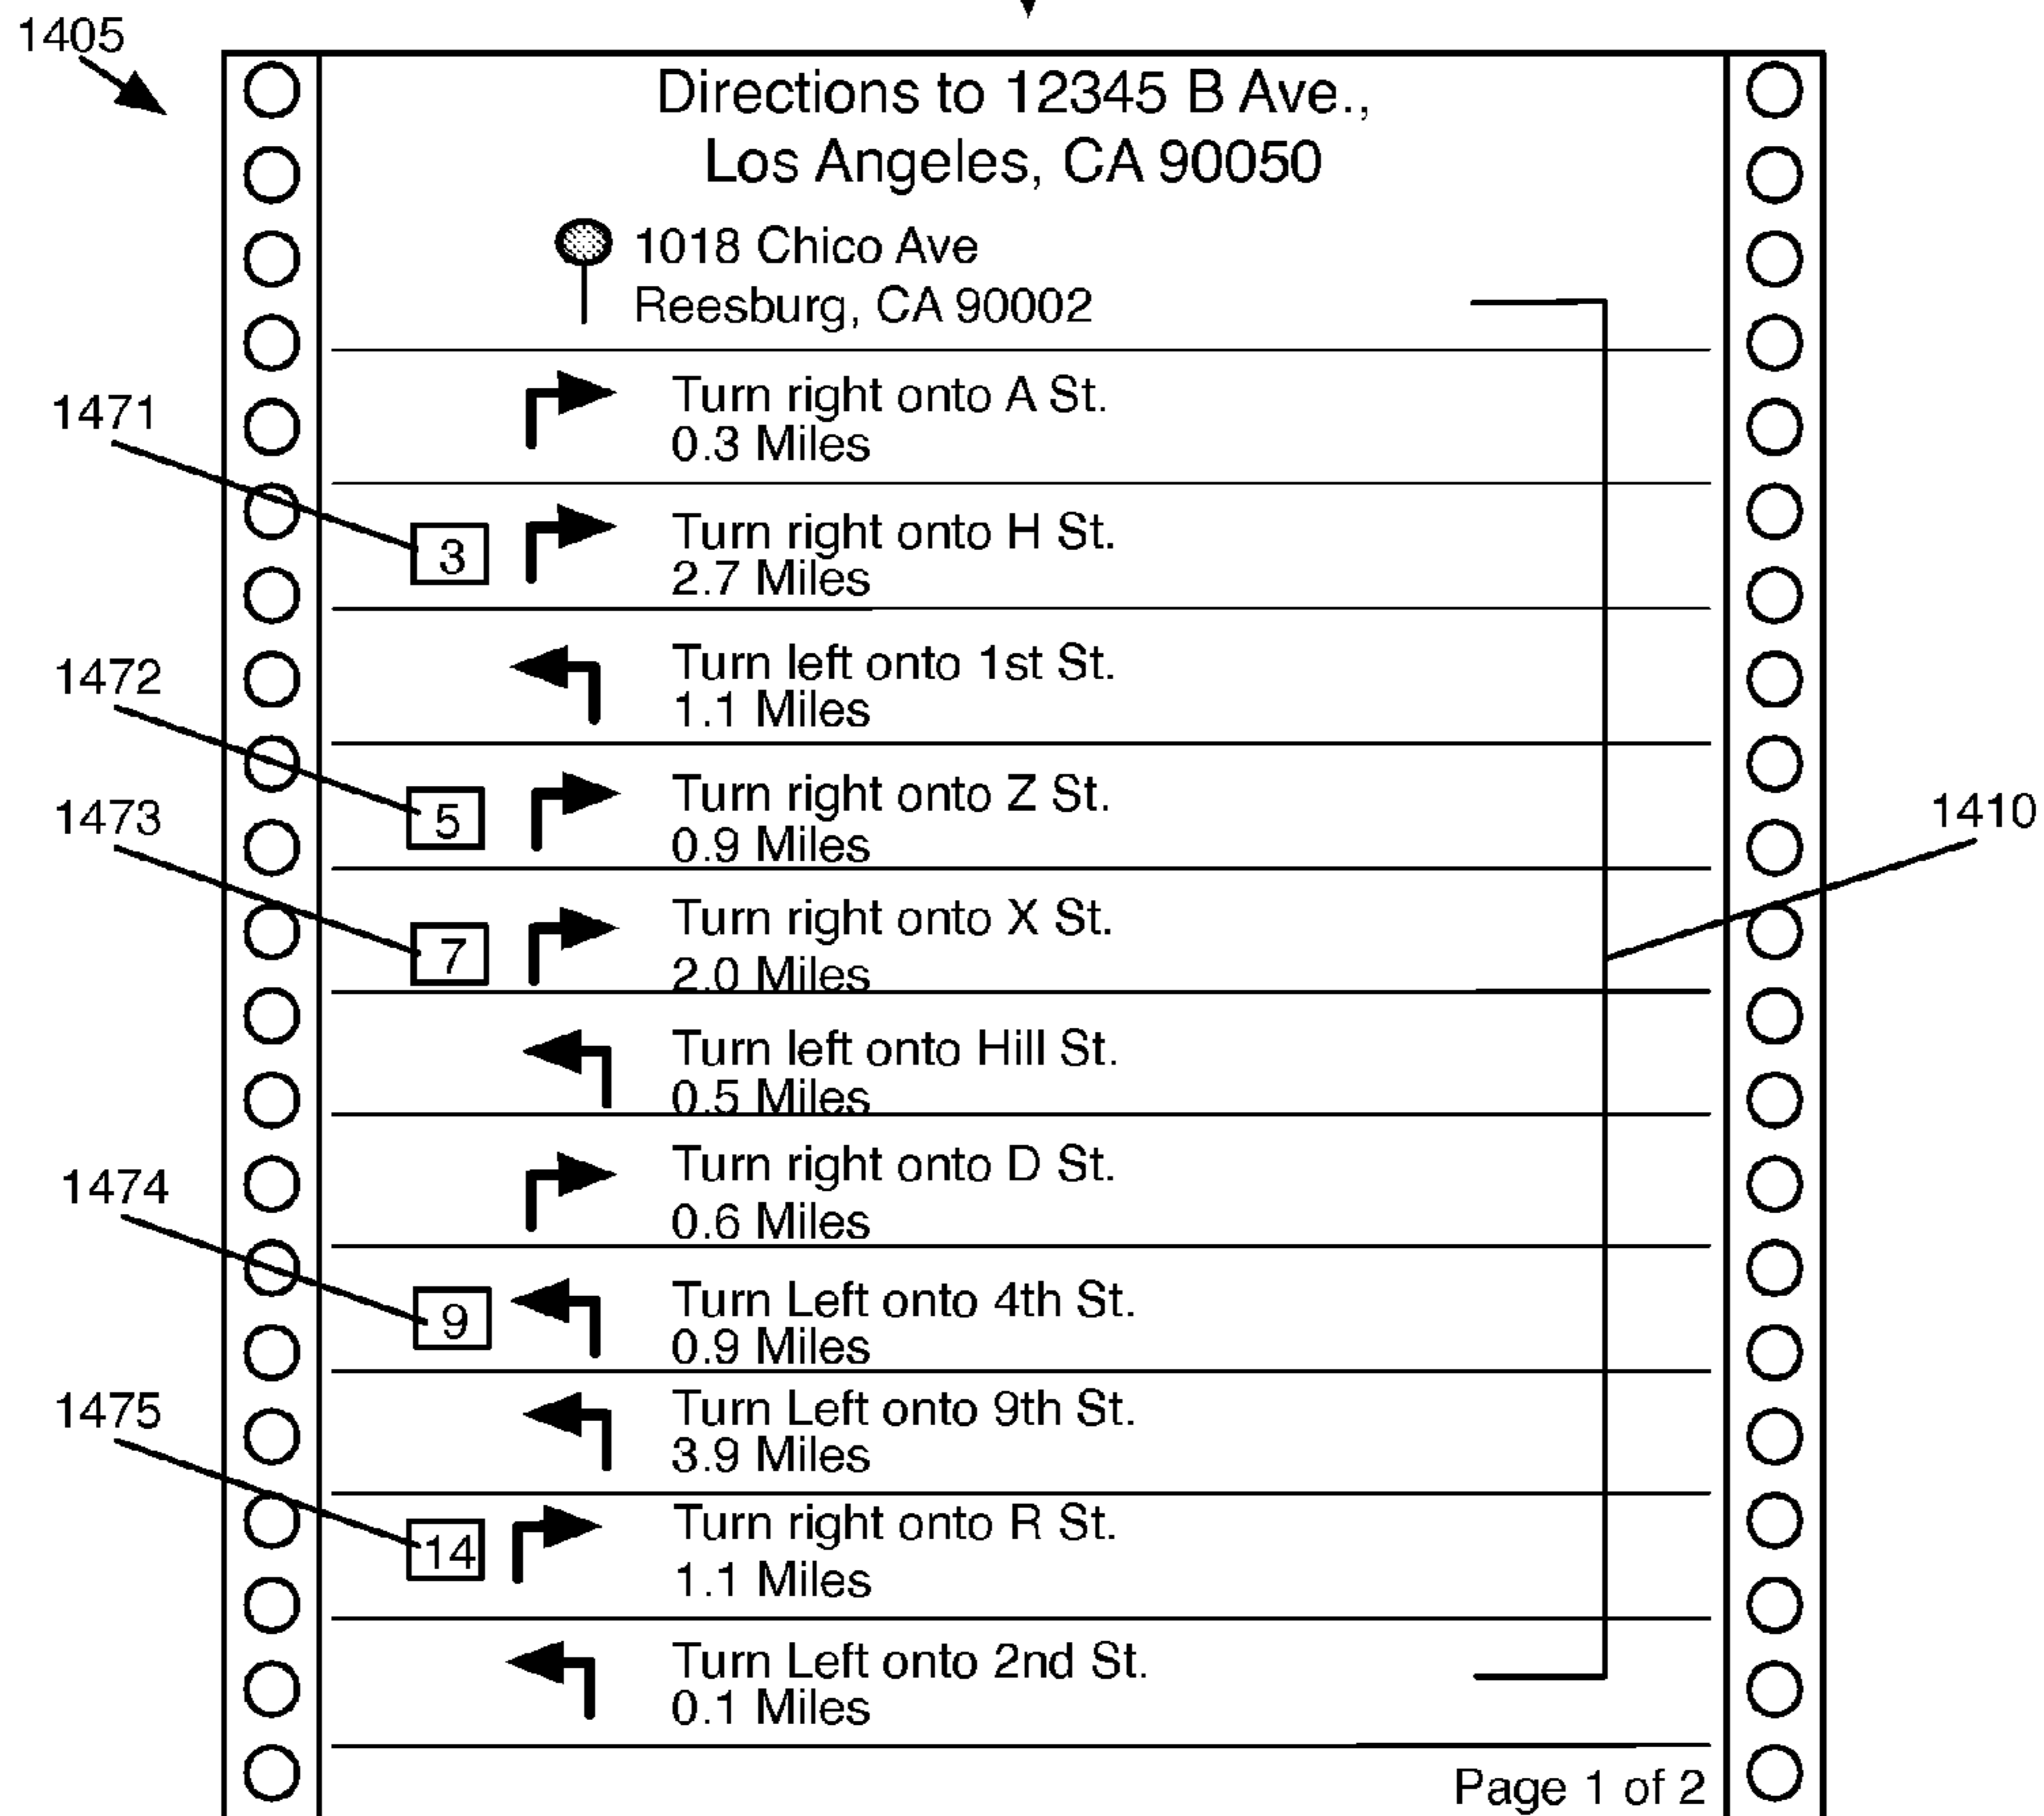 1405
Directions to 12345 B Ave.,
Los Angeles, CA 90050
1018 Chico Ave
Reesburg, CA 90002
Turn right onto A St.
0.3 Miles
1471
3
Turn right onto H St.
2.7 Miles
Turn left onto 1st St.
1.1 Miles
1472
5
Turn right onto Z St.
0.9 Miles
1473
1410
7
Turn right onto X St.
2.0 Miles
Turn left onto Hill St.
0.5 Miles
Turn right onto D St.
0.6 Miles
1474
9
Turn Left onto 4th St.
0.9 Miles
Turn Left onto 9th St.
3.9 Miles
1475
14
Turn right onto R St.
1.1 Miles
Turn Left onto 2nd St.
0.1 Miles
Page 1 of 2